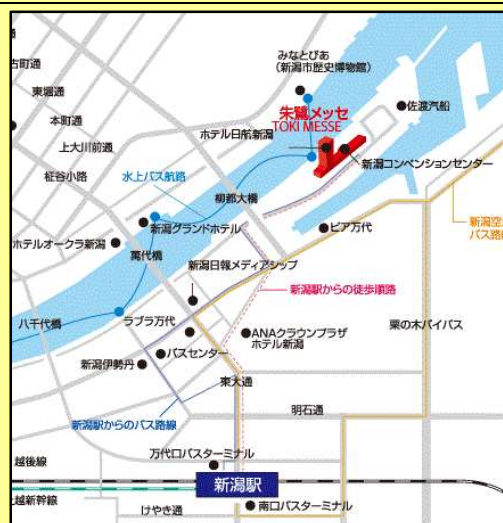 みなとぴあ
(新潟市歴史博物館)
古町通
東堀通
本町通
上大川前通
柾谷小路
朱鷺メッセ
TOKI MESSE
佐渡汽船
ホテル日航新潟
新潟コンベンションセンター
水上バス航路
柳都大橋
新潟グランドホテル
ピア万代
新潟空
バス路線
ホテルオークラ新潟
萬代橋
新潟日報メディアシップ
新潟駅からの徒歩順路
八千代橋
ラブラ万代
ANAクラウンプラザ
ホテル新潟
栗の木バイパス
バスセンター
新潟伊勢丹
東大通
明石通
新潟駅からのバス路線
万代口バスターミナル
越後線
新潟駅
上越新幹線
けやき通
南口バスターミナル